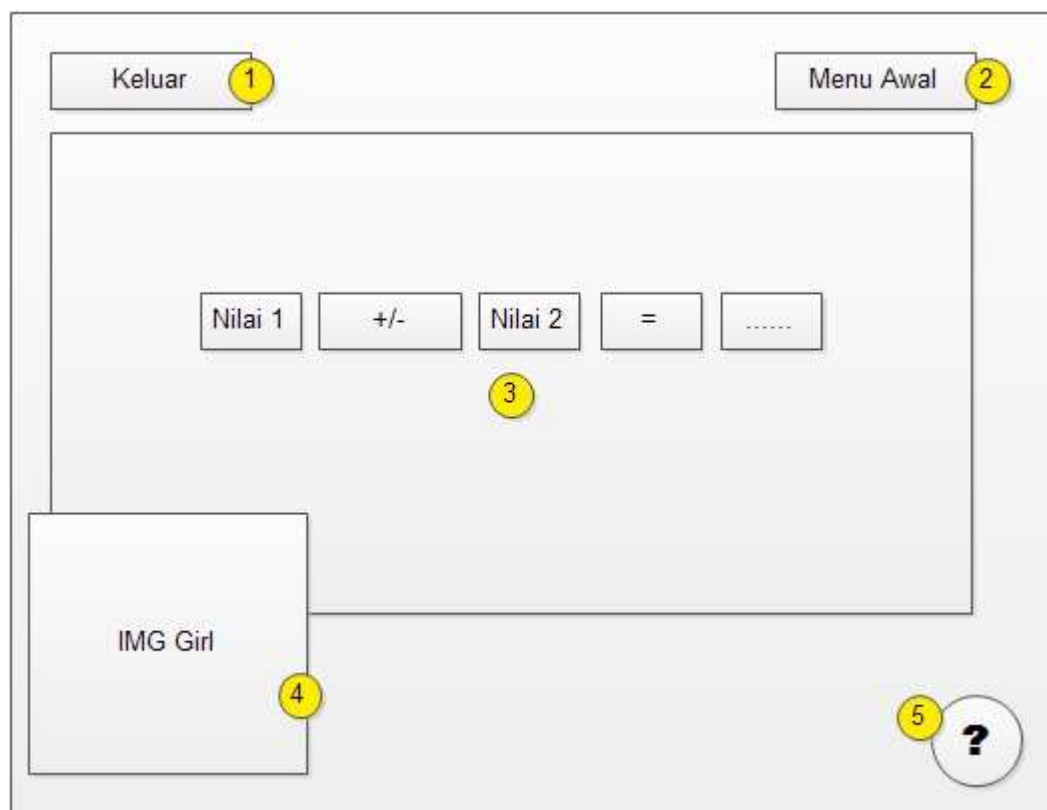 Keluar 1
Menu Awal 2
Nilai 1 +/- Nilai 2 = ......
3
IMG Girl
4
5
?